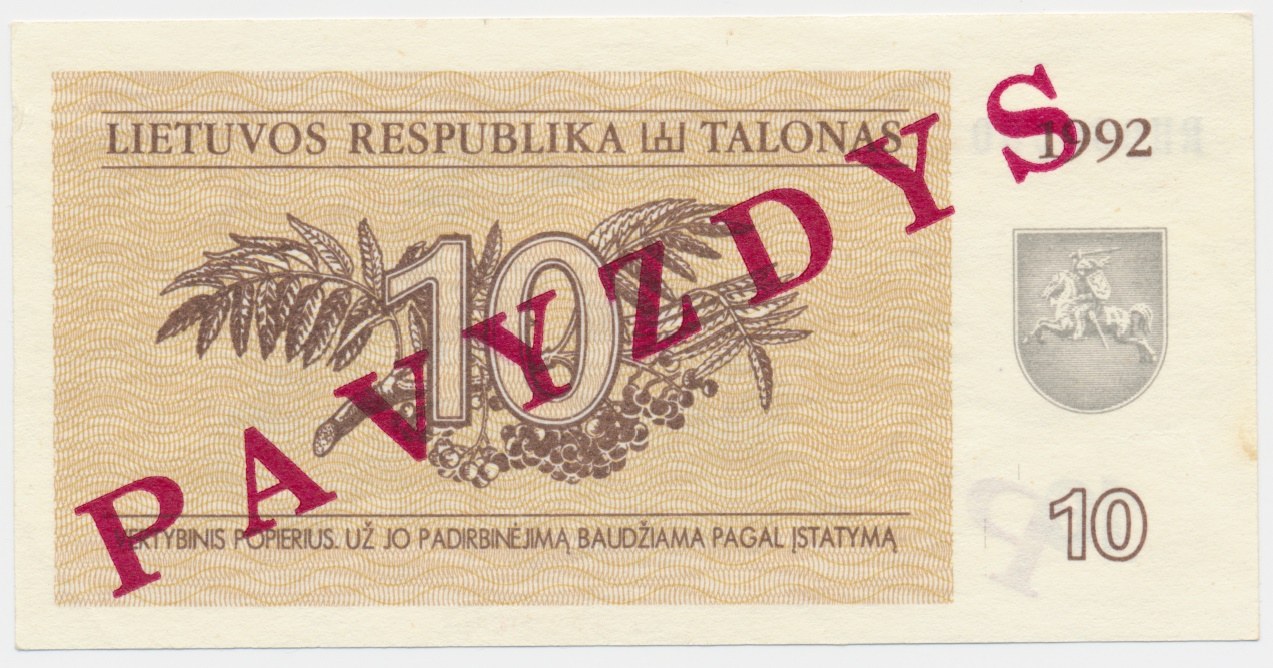 LIETUVOS RESPUBLIKA TALONAS
1992
10
PAVYZDYS
VERTYBINIS POPIERIUS. UŽ JO PADIRBINĖJIMĄ BAUDŽIAMA PAGAL ĮSTATYMĄ
10